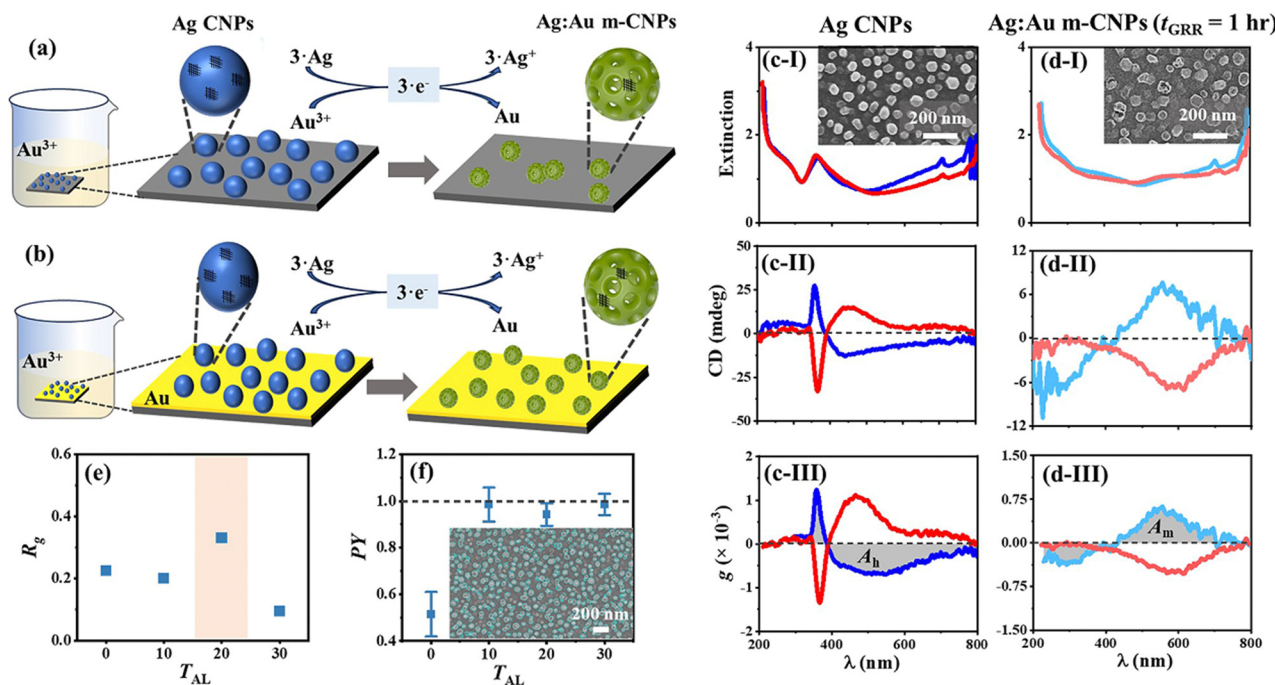 (a)
Ag CNPs
Ag:Au m-CNPs
3·Ag
3·Ag⁺
3·e⁻
Au³⁺
Au
Au³⁺
(b)
3·Ag
3·Ag⁺
3·e⁻
Au³⁺
Au
Au³⁺
Au
(e)
R_g
0.6
0.4
0.2
0.0
0 10 20 30
T_AL
(f)
PY
1.2
1.0
0.8
0.6
0.4
200 nm
0 10 20 30
T_AL
Ag CNPs
(c-I)
Extinction
4
2
0
200 nm
(c-II)
CD (mdeg)
50
25
0
-25
-50
(c-III)
g (× 10⁻³)
2
1
0
-1
-2
A_h
200 400 600 800
λ (nm)
Ag:Au m-CNPs (t_GRR = 1 hr)
(d-I)
4
2
0
200 nm
(d-II)
12
6
0
-6
-12
(d-III)
1.50
0.75
0.00
-0.75
-1.50
A_m
200 400 600 800
λ (nm)